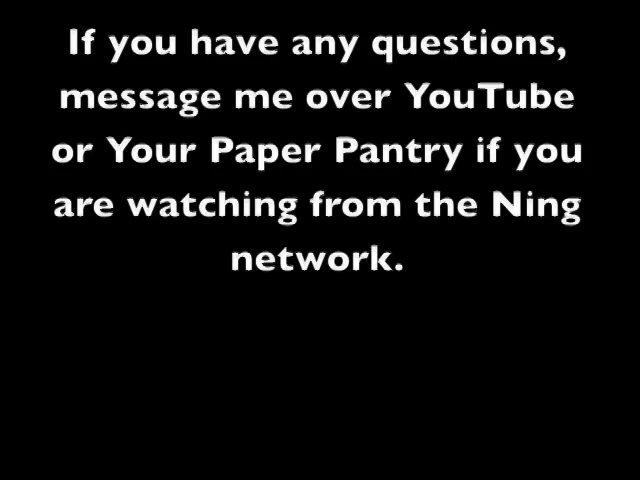 If you have any questions,
message me over YouTube
or Your Paper Pantry if you
are watching from the Ning
network.